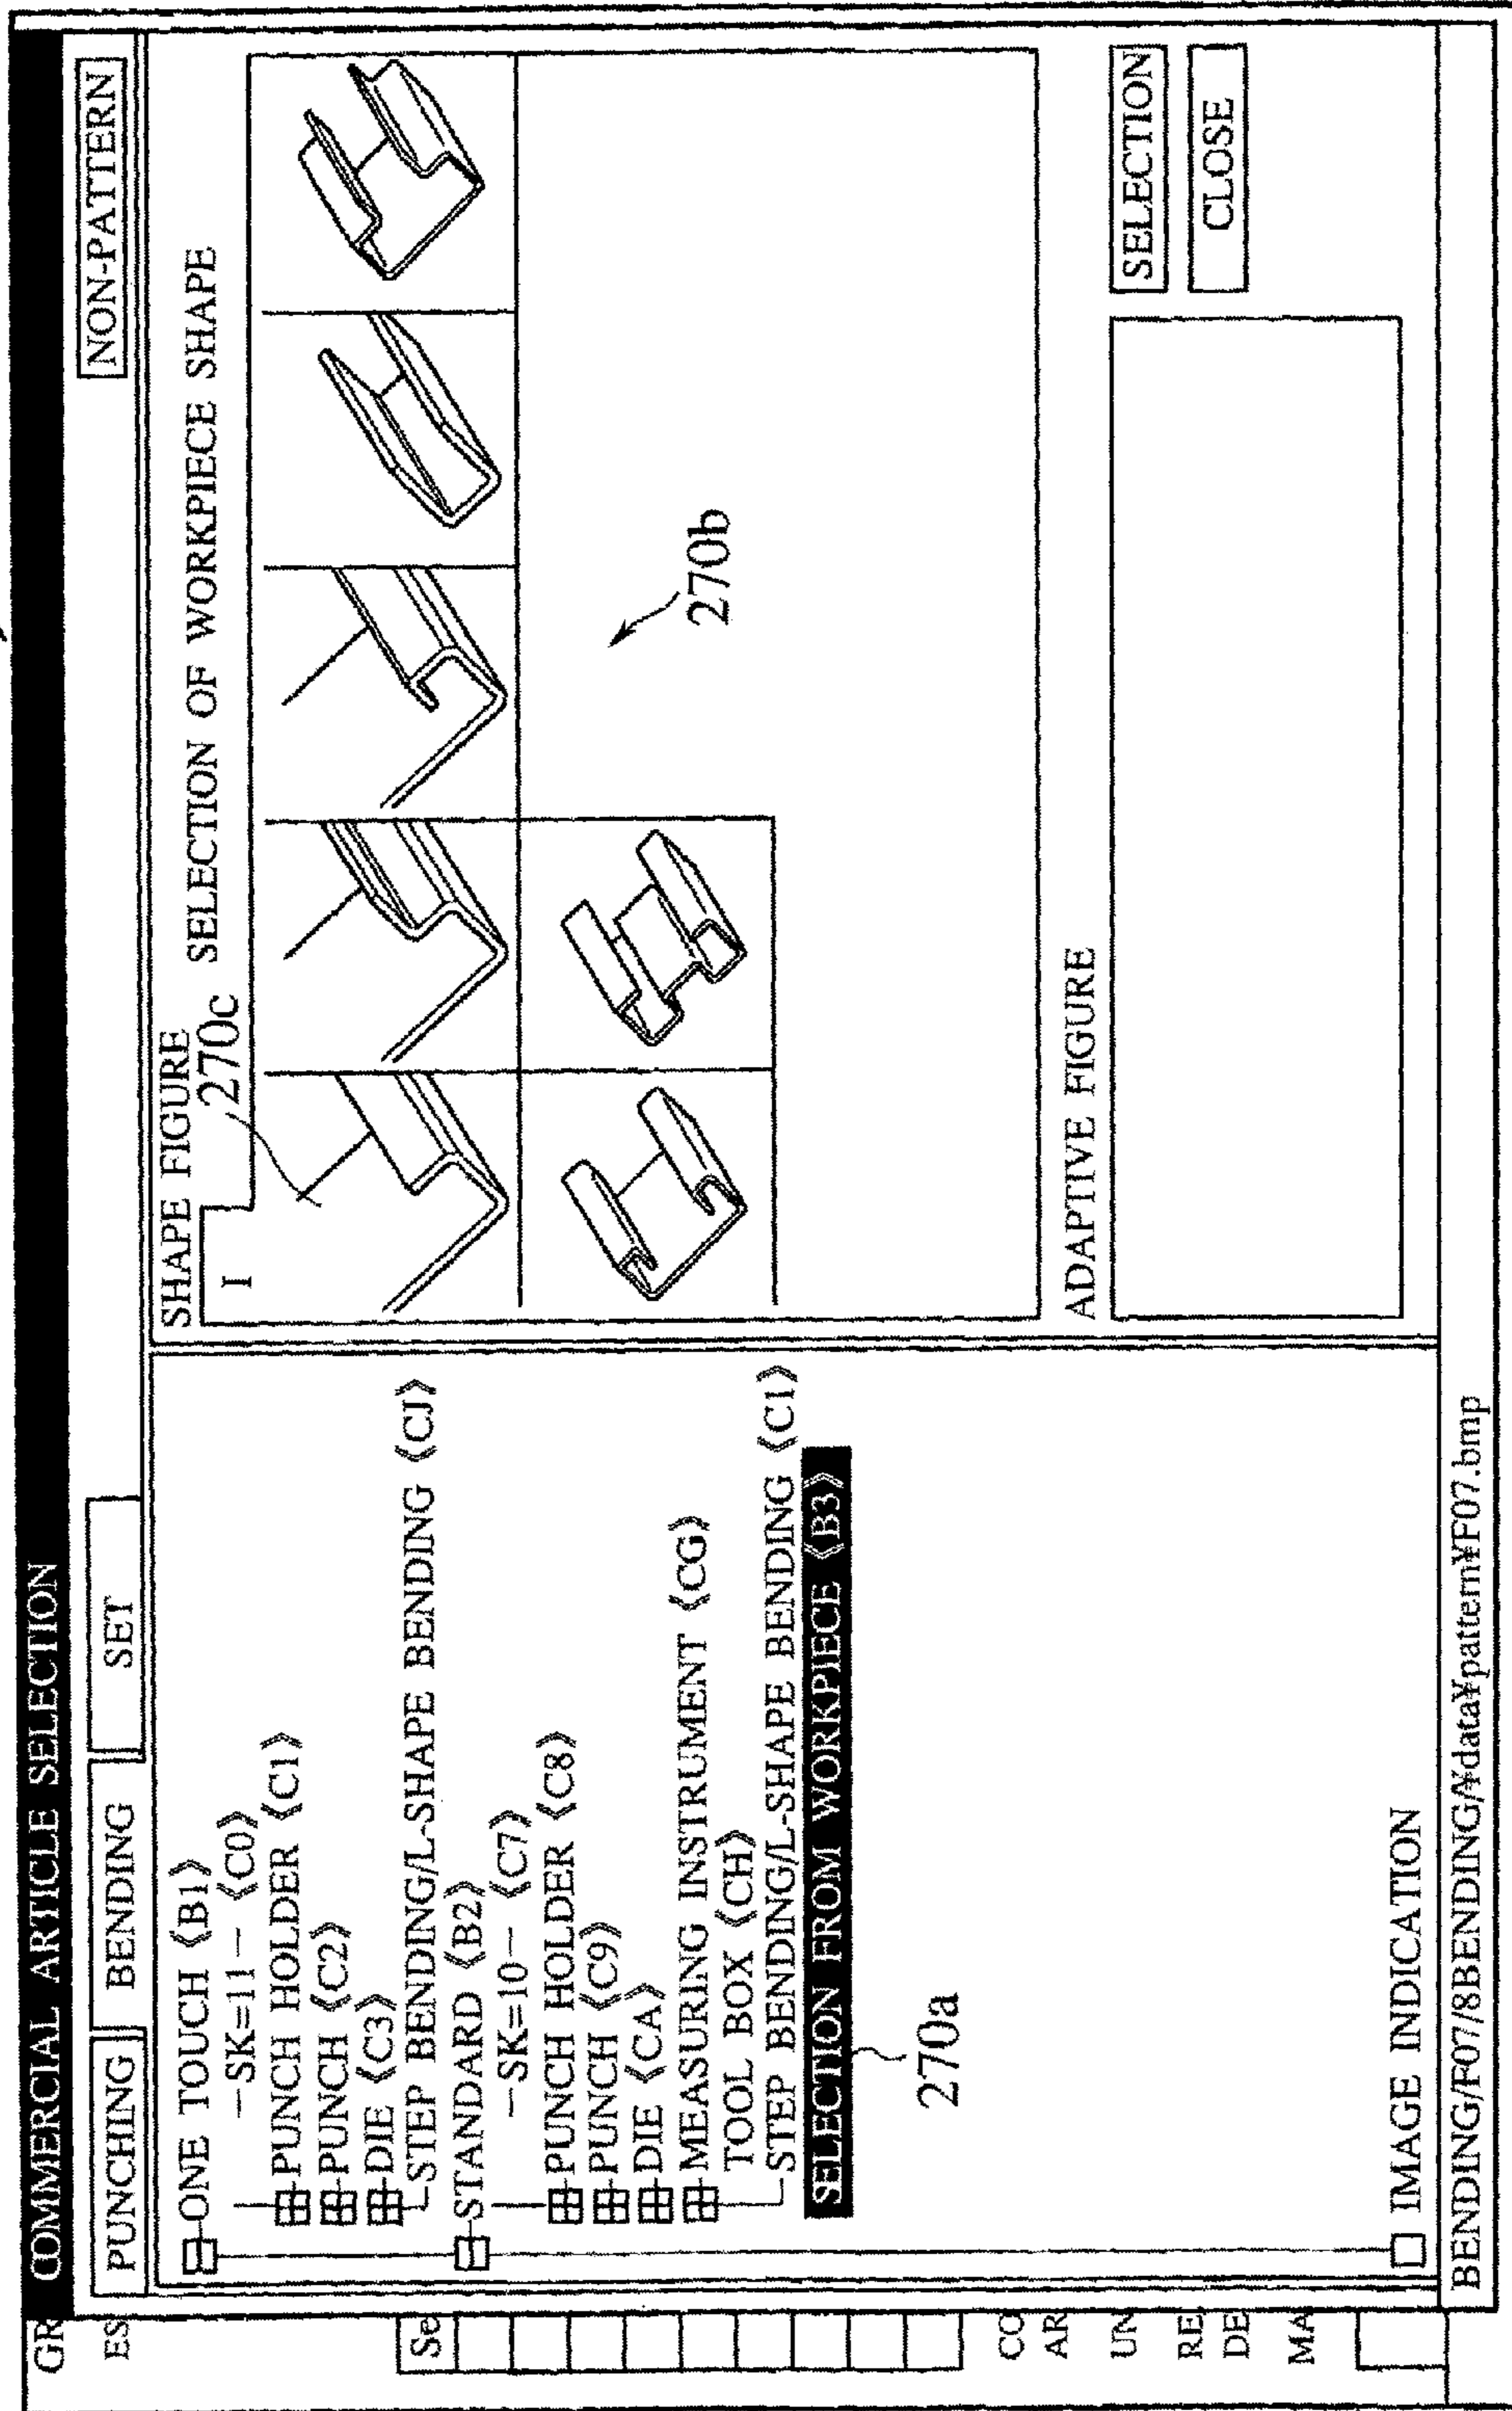 GR COMMERCIAL ARTICLE SELECTION
ES PUNCHING BENDING SET NON-PATTERN
ONE TOUCH 《B1》
—SK=11— 《C0》
PUNCH HOLDER 《C1》
PUNCH 《C2》
DIE 《C3》
STEP BENDING/L-SHAPE BENDING 《CJ》
STANDARD 《B2》
—SK=10— 《C7》
PUNCH HOLDER 《C8》
PUNCH 《C9》
DIE 《CA》
MEASURING INSTRUMENT 《CG》
TOOL BOX 《CH》
STEP BENDING/L-SHAPE BENDING 《C1》
SELECTION FROM WORKPIECE 《B3》
270a
IMAGE INDICATION
SHAPE FIGURE
270c SELECTION OF WORKPIECE SHAPE
I
270b
ADAPTIVE FIGURE
SELECTION
CLOSE
Se
CO
AR
UN
RE
DE
MA
BENDING/F07/8BENDING/¥data¥pattern¥F07.bmp